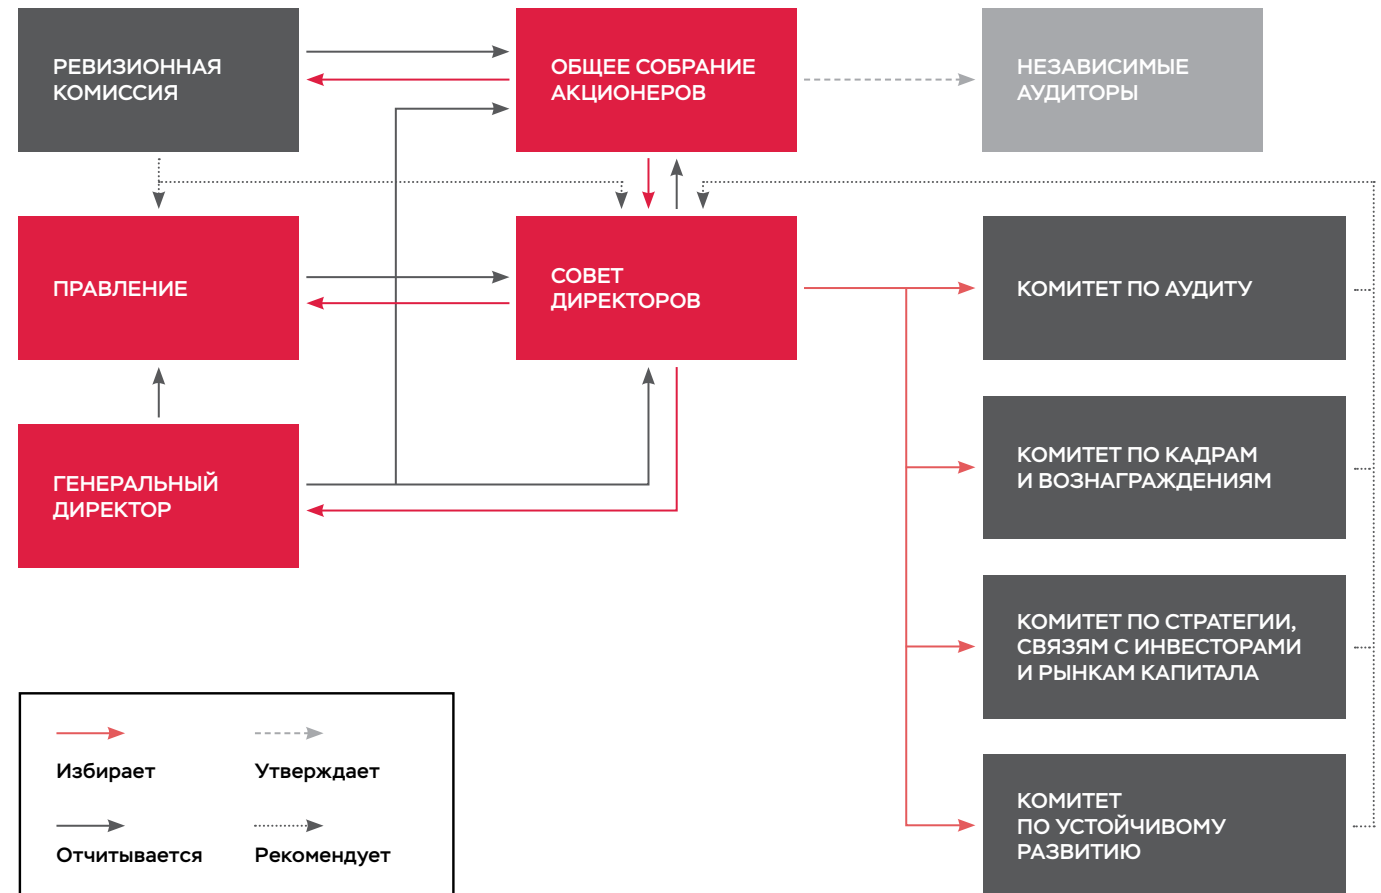 РЕВИЗИОННАЯ
КОМИССИЯ
ОБЩЕЕ СОБРАНИЕ
АКЦИОНЕРОВ
НЕЗАВИСИМЫЕ
АУДИТОРЫ
ПРАВЛЕНИЕ
СОВЕТ
ДИРЕКТОРОВ
КОМИТЕТ ПО АУДИТУ
ГЕНЕРАЛЬНЫЙ
ДИРЕКТОР
КОМИТЕТ ПО КАДРАМ
И ВОЗНАГРАЖДЕНИЯМ
КОМИТЕТ ПО СТРАТЕГИИ,
СВЯЗЯМ С ИНВЕСТОРАМИ
И РЫНКАМ КАПИТАЛА
КОМИТЕТ
ПО УСТОЙЧИВОМУ
РАЗВИТИЮ
Избирает
Утверждает
Отчитывается
Рекомендует